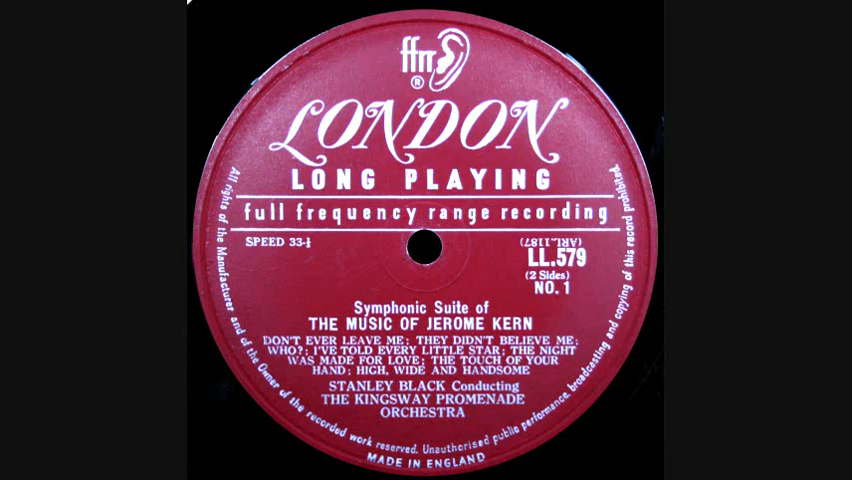 ffrr
®
LONDON
LONG PLAYING
full frequency range recording
SPEED 33-⅓
(ARL.1187)
LL.579
(2 Sides)
NO. 1
Symphonic Suite of
THE MUSIC OF JEROME KERN
DON'T EVER LEAVE ME; THEY DIDN'T BELIEVE ME;
WHO?; I'VE TOLD EVERY LITTLE STAR; THE NIGHT
WAS MADE FOR LOVE; THE TOUCH OF YOUR
HAND; HIGH, WIDE AND HANDSOME
STANLEY BLACK Conducting
THE KINGSWAY PROMENADE
ORCHESTRA
All rights of the Manufacturer and of the Owner of the recorded work reserved. Unauthorised public performance, broadcasting and copying of this record prohibited.
MADE IN ENGLAND